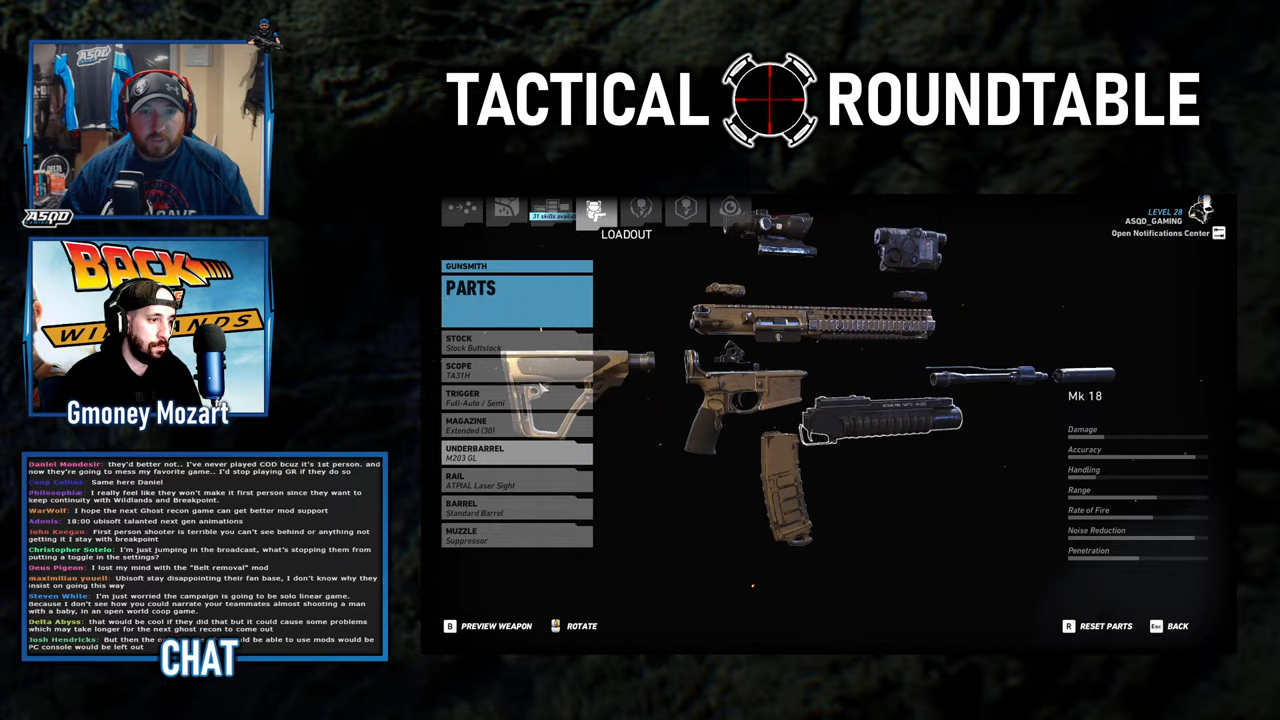 TACTICAL ROUNDTABLE
ASQD
ASQD
BACK
WILDLANDS
Gmoney Mozart
31 skills availa
LOADOUT
LEVEL 28
ASQD_GAMING
Open Notifications Center
GUNSMITH
PARTS
STOCK
Stock Buttstock
SCOPE
TA31H
TRIGGER
Full-Auto / Semi
MAGAZINE
Extended (30)
UNDERBARREL
M203 GL
RAIL
ATPIAL Laser Sight
BARREL
Standard Barrel
MUZZLE
Suppressor
Mk 18
Damage
Accuracy
Handling
Range
Rate of Fire
Noise Reduction
Penetration
B PREVIEW WEAPON
ROTATE
R RESET PARTS
Esc BACK
Daniel Mondesir: they'd better not.. I've never played COD bcuz it's 1st person. and
now they're going to mess my favorite game.. I'd stop playing GR if they do so
Coop Collins: Same here Daniel
Philosophiæ: I really feel like they won't make it first person since they want to
keep continuity with Wildlands and Breakpoint.
WarWolf: I hope the next Ghost recon game can get better mod support
Adonis: 18:00 ubisoft talanted next gen animations
John Keegan: First person shooter is terrible you can't see behind or anything not
getting it I stay with breakpoint
Christopher Sotelo: I'm just jumping in the broadcast, what's stopping them from
putting a toggle in the settings?
Deus Pigeon: I lost my mind with the "Belt removal" mod
maximilian youell: Ubisoft stay disappointing their fan base, I don't know why they
insist on going this way
Steven White: I'm just worried the campaign is going to be solo linear game.
Because I don't see how you could narrate your teammates almost shooting a man
with a baby, in an open world coop game.
Delta Abyss: that would be cool if they did that but it could cause some problems
which may take longer for the next ghost recon to come out
Josh Hendricks: But then the able to use mods would be
PC console would be left out
CHAT